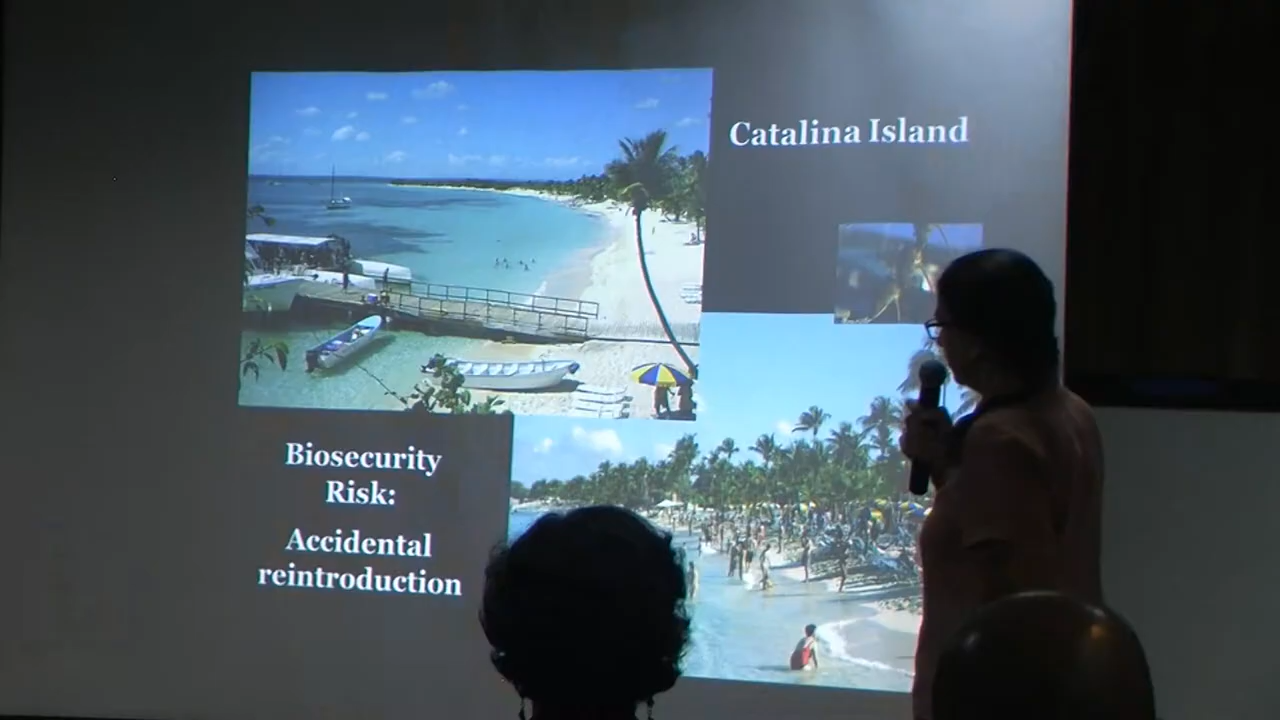 Catalina Island
Biosecurity
Risk:
Accidental
reintroduction